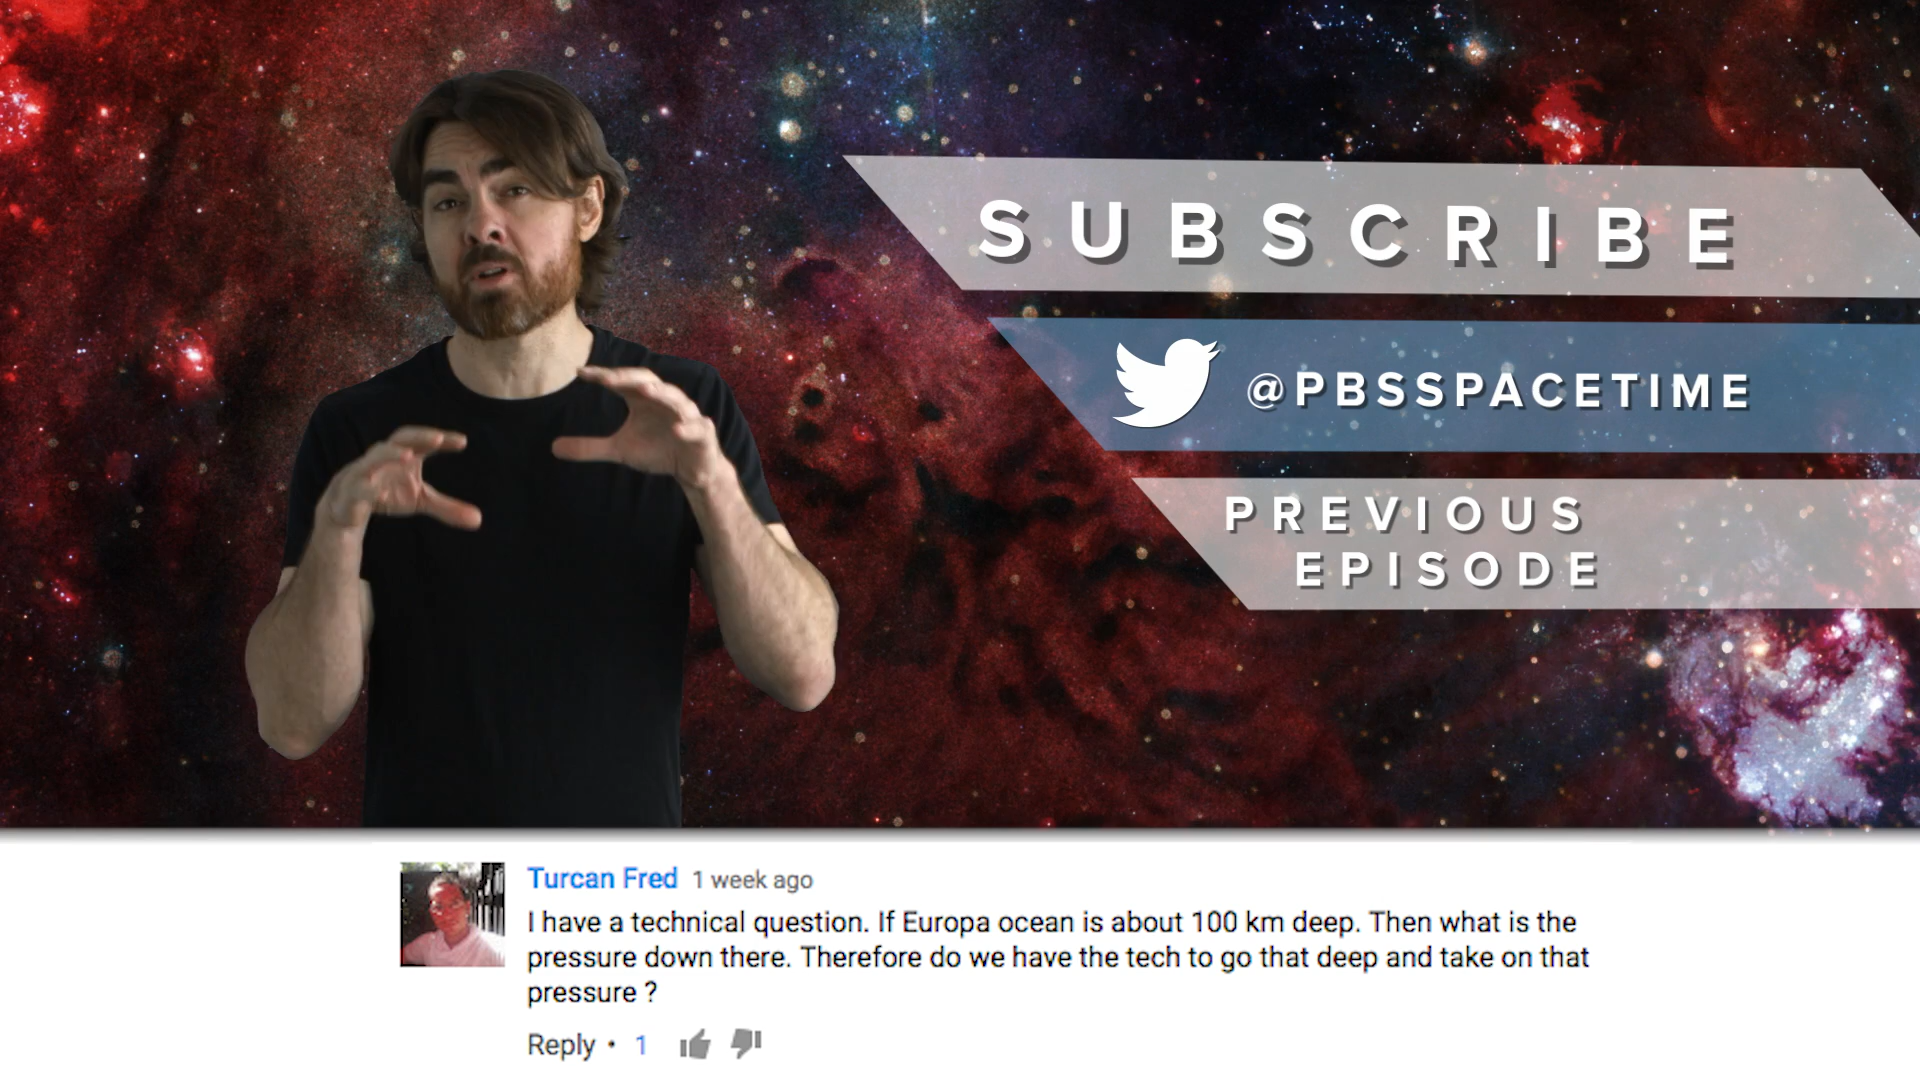 SUBSCRIBE
@PBSSPACETIME
PREVIOUS
EPISODE
Turcan Fred 1 week ago
I have a technical question. If Europa ocean is about 100 km deep. Then what is the
pressure down there. Therefore do we have the tech to go that deep and take on that
pressure ?
Reply • 1